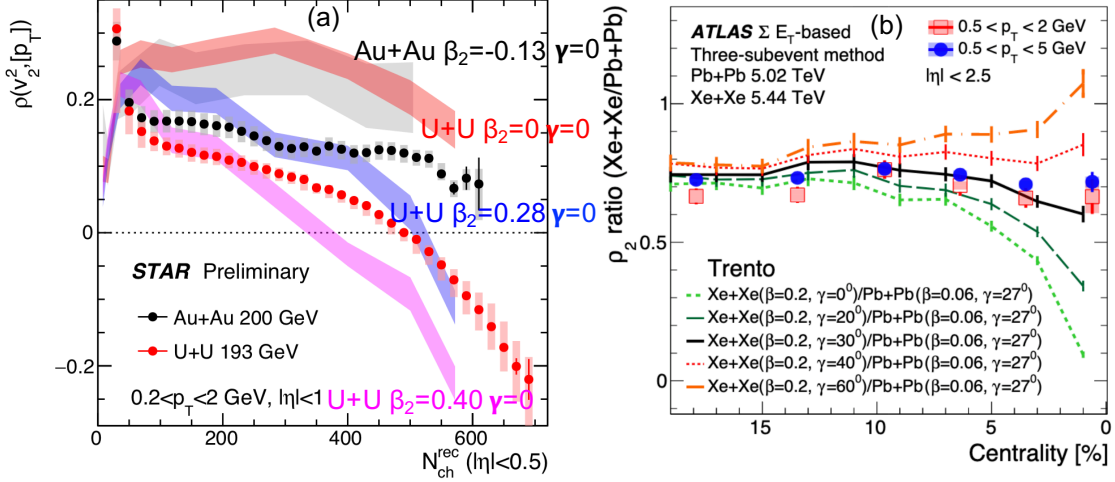 (a)
ρ(v₂², [p_T])
Au+Au β₂=-0.13 γ=0
U+U β₂=0 γ=0
U+U β₂=0.28 γ=0
U+U β₂=0.40 γ=0
STAR Preliminary
Au+Au 200 GeV
U+U 193 GeV
0.2<p_T<2 GeV, |η|<1
0.2
0
−0.2
0
200
400
600
N_ch^rec (|η|<0.5)
(b)
ρ₂ ratio (Xe+Xe/Pb+Pb)
ATLAS Σ E_T-based
Three-subevent method
Pb+Pb 5.02 TeV
Xe+Xe 5.44 TeV
0.5 < p_T < 2 GeV
0.5 < p_T < 5 GeV
|η| < 2.5
Trento
Xe+Xe(β=0.2, γ=0⁰)/Pb+Pb(β=0.06, γ=27⁰)
Xe+Xe(β=0.2, γ=20⁰)/Pb+Pb(β=0.06, γ=27⁰)
Xe+Xe(β=0.2, γ=30⁰)/Pb+Pb(β=0.06, γ=27⁰)
Xe+Xe(β=0.2, γ=40⁰)/Pb+Pb(β=0.06, γ=27⁰)
Xe+Xe(β=0.2, γ=60⁰)/Pb+Pb(β=0.06, γ=27⁰)
1
0.5
0
15
10
5
0
Centrality [%]